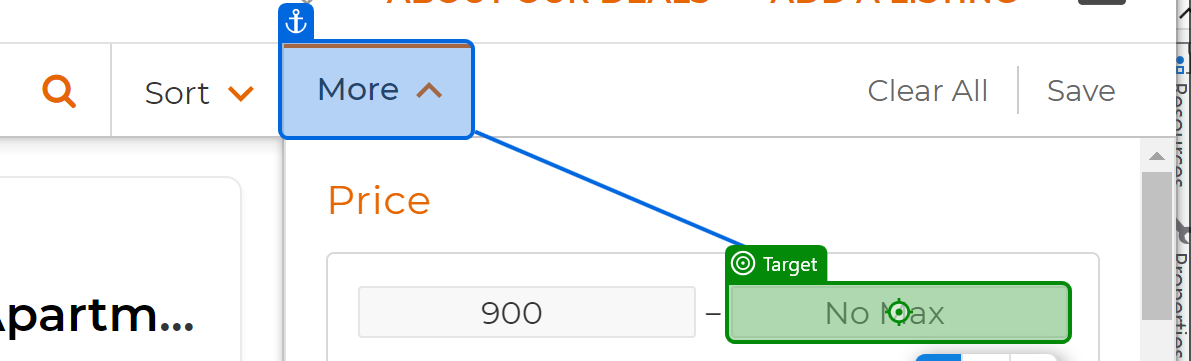 ABOUT OUR DEALS ADD A LISTING
Sort More Clear All Save
Price
Target
900 – No Max
Apartm...
Resources
Properties